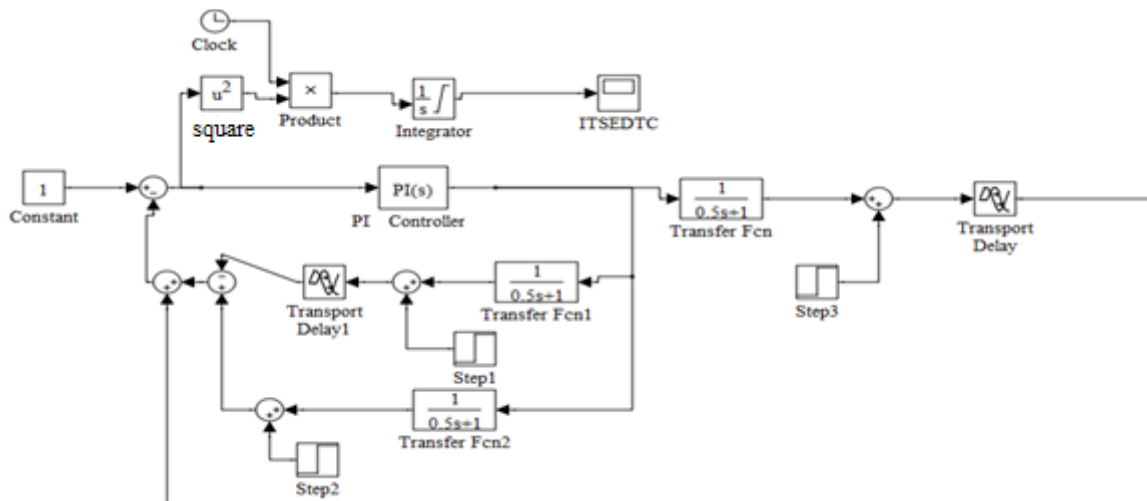 Clock
u2
×
1
s
square
Product
Integrator
ITSEDTC
1
Constant
+
−
PI(s)
PI Controller
1
0.5s+1
Transfer Fcn
+
+
Transport
Delay
Step3
+
+
−
+
Transport
Delay1
+
+
1
0.5s+1
Transfer Fcn1
Step1
+
+
1
0.5s+1
Transfer Fcn2
Step2